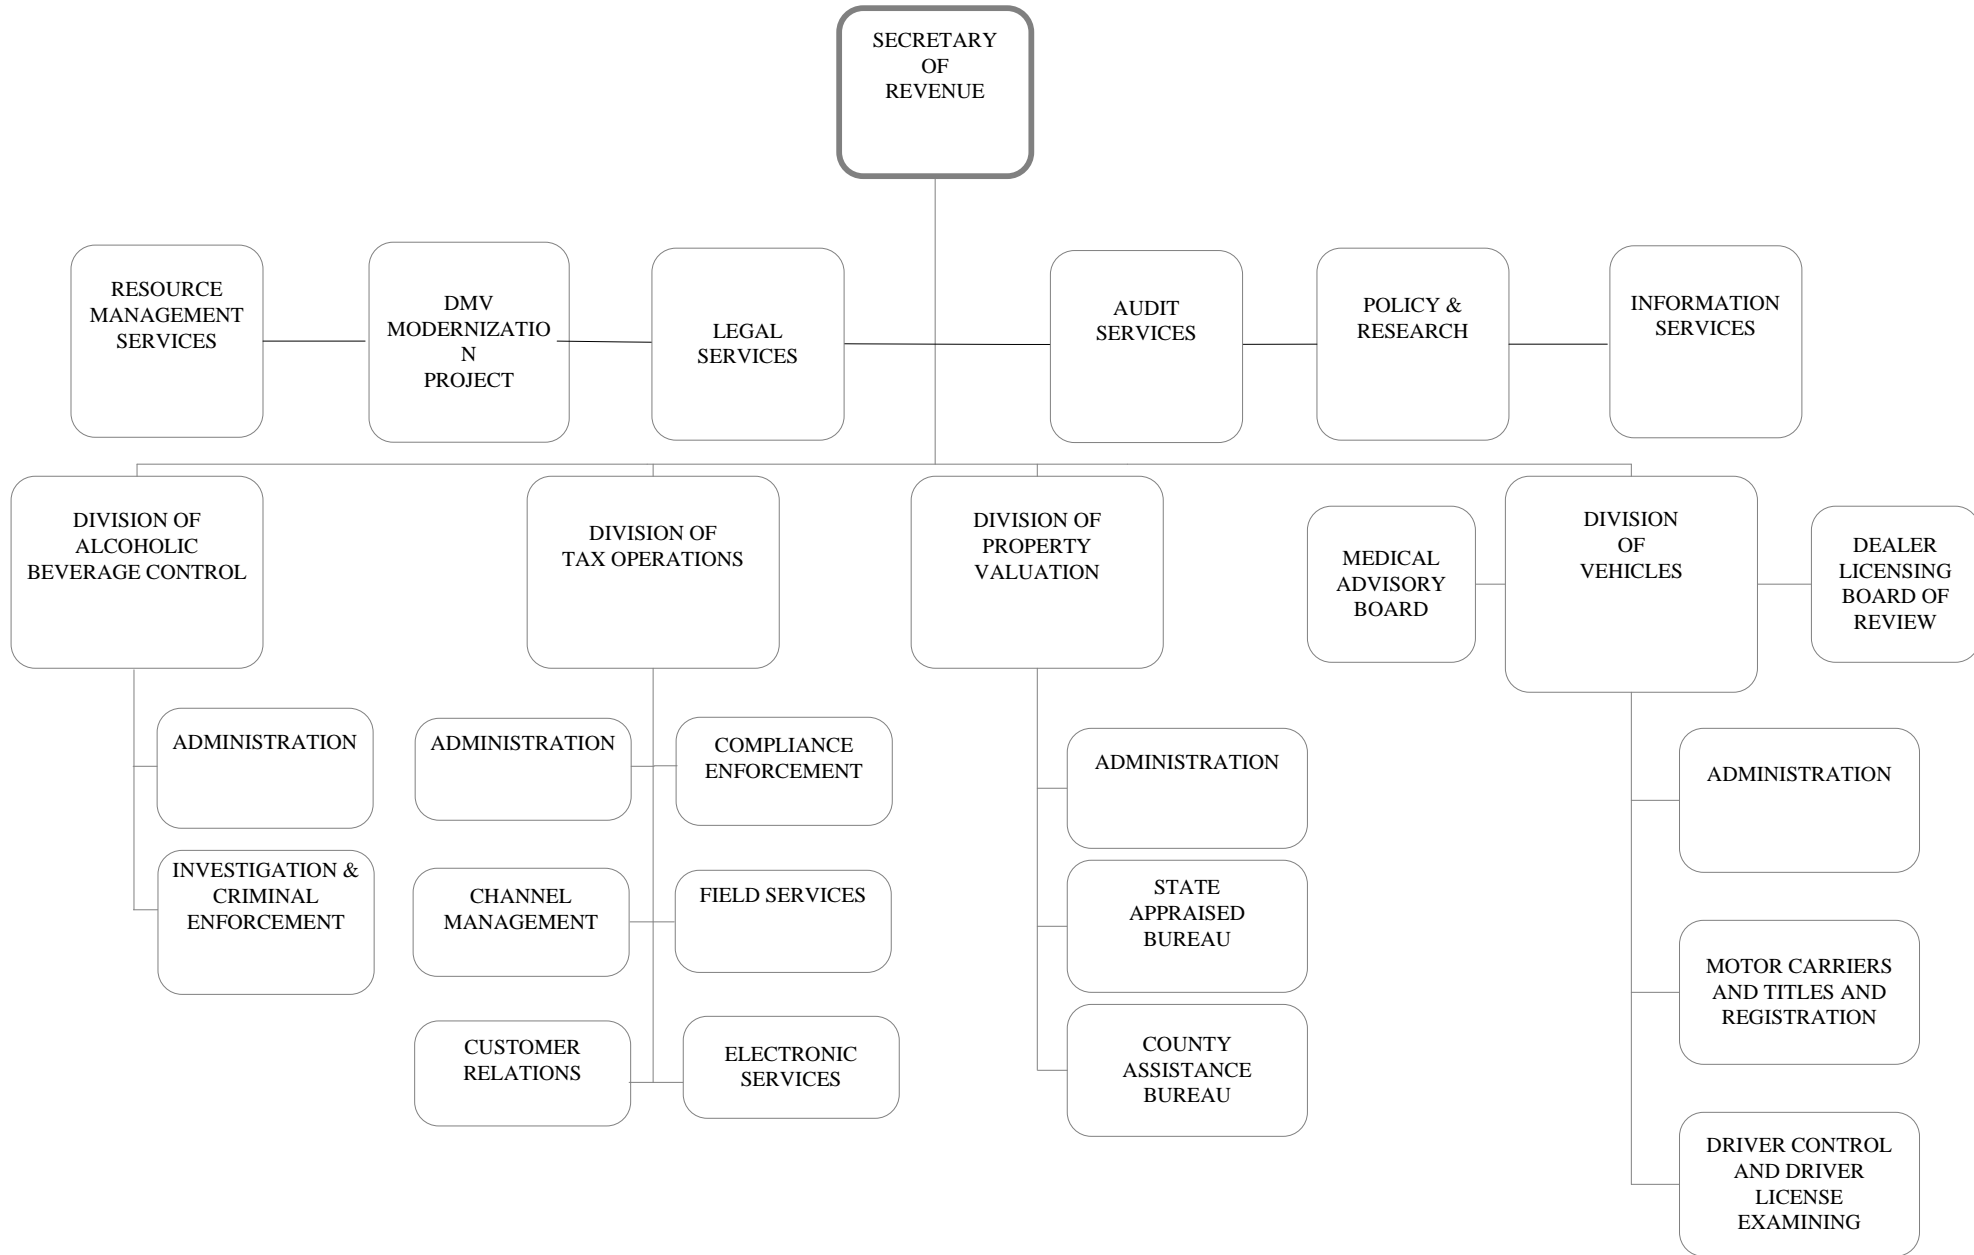 SECRETARY
OF
REVENUE
RESOURCE
MANAGEMENT
SERVICES
DMV
MODERNIZATIO
N
PROJECT
LEGAL
SERVICES
AUDIT
SERVICES
POLICY &
RESEARCH
INFORMATION
SERVICES
DIVISION OF
ALCOHOLIC
BEVERAGE CONTROL
DIVISION OF
TAX OPERATIONS
DIVISION OF
PROPERTY
VALUATION
MEDICAL
ADVISORY
BOARD
DIVISION
OF
VEHICLES
DEALER
LICENSING
BOARD OF
REVIEW
ADMINISTRATION
INVESTIGATION &
CRIMINAL
ENFORCEMENT
ADMINISTRATION
COMPLIANCE
ENFORCEMENT
CHANNEL
MANAGEMENT
FIELD SERVICES
CUSTOMER
RELATIONS
ELECTRONIC
SERVICES
ADMINISTRATION
STATE
APPRAISED
BUREAU
COUNTY
ASSISTANCE
BUREAU
ADMINISTRATION
MOTOR CARRIERS
AND TITLES AND
REGISTRATION
DRIVER CONTROL
AND DRIVER
LICENSE
EXAMINING